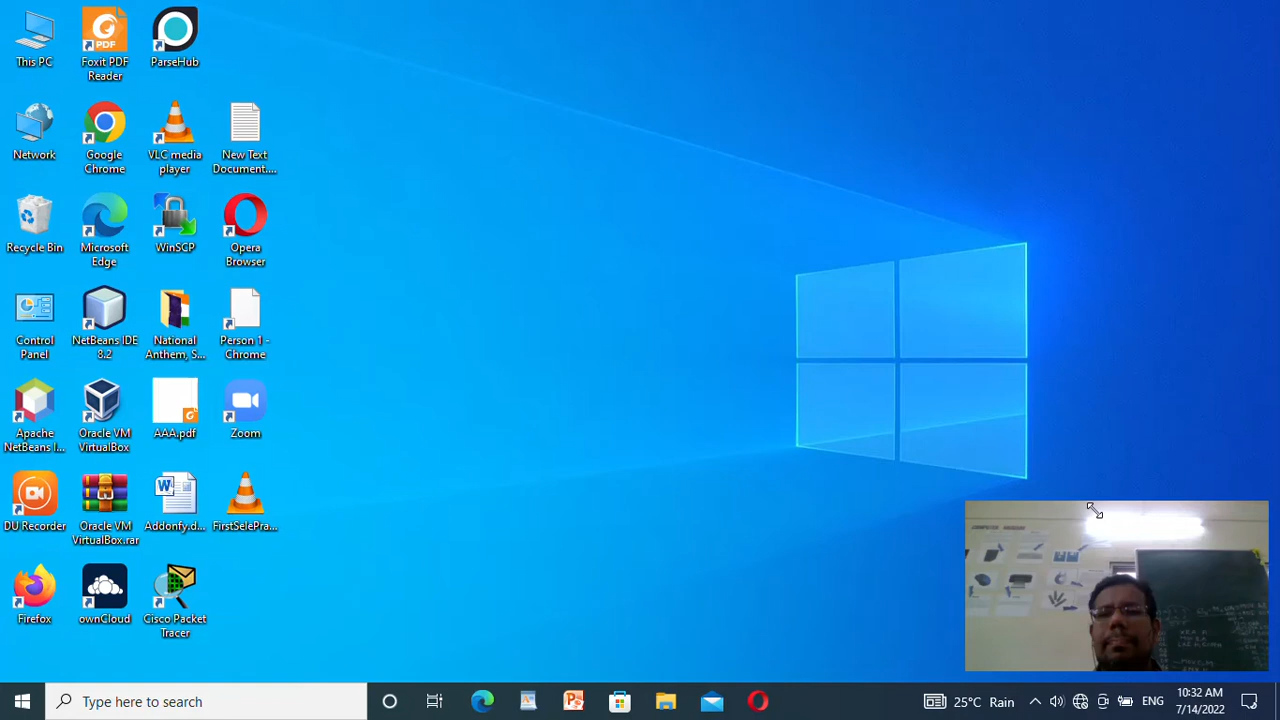 This PC
Foxit PDF
Reader
ParseHub
Network
Google
Chrome
VLC media
player
New Text
Document....
Recycle Bin
Microsoft
Edge
WinSCP
Opera
Browser
Control
Panel
NetBeans IDE
8.2
National
Anthem, S...
Person 1 -
Chrome
Apache
NetBeans I...
Oracle VM
VirtualBox
AAA.pdf
Zoom
DU Recorder
Oracle VM
VirtualBox.rar
Addonfy.d...
FirstSelePra...
Firefox
ownCloud
Cisco Packet
Tracer
PDF
Type here to search
25°C Rain
ENG
10:32 AM
7/14/2022